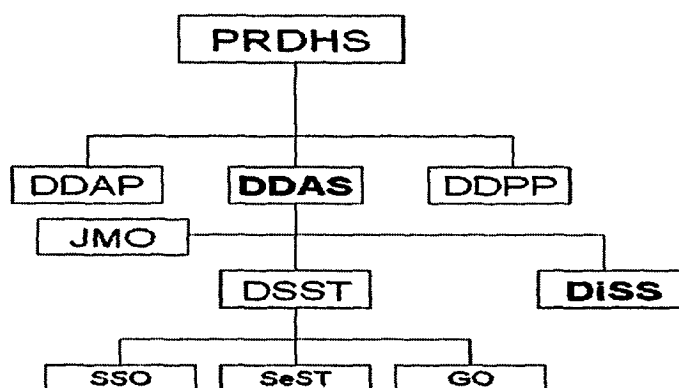 PRDHS
DDAP DDAS DDPP
JMO
DSST DiSS
SSO SeST GO